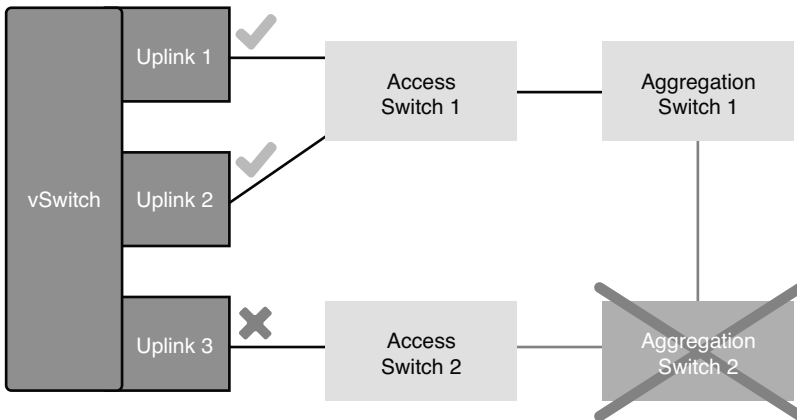 Uplink 1
Access
Switch 1
Aggregation
Switch 1
vSwitch
Uplink 2
Uplink 3
Access
Switch 2
Aggregation
Switch 2